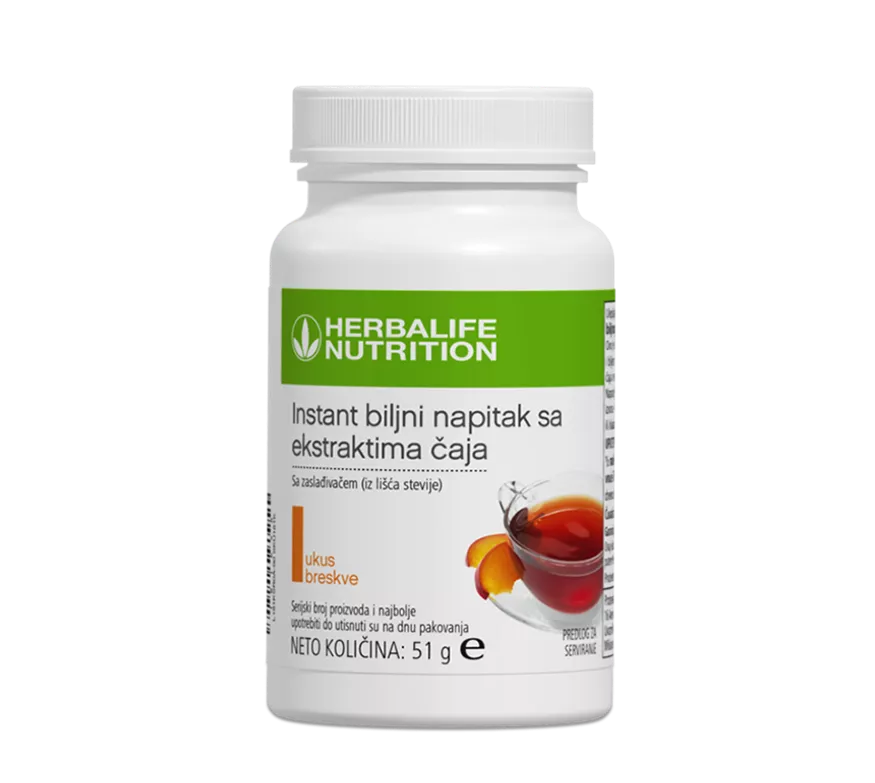 HERBALIFE
NUTRITION
Instant biljni napitak sa
ekstraktima čaja
Sa zaslađivačem (iz lišća stevije)
ukus
breskve
Serijski broj proizvoda i najbolje
upotrebiti do utisnuti su na dnu pakovanja
NETO KOLIČINA: 51 g e
PREDLOG ZA
SERVIRANJE